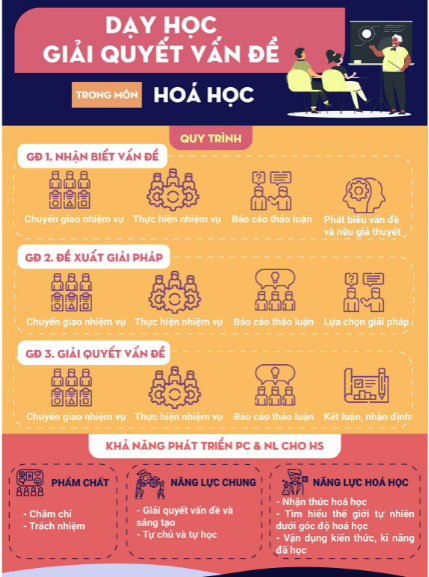 DẠY HỌC
GIẢI QUYẾT VẤN ĐỀ
TRONG MÔN HOÁ HỌC
QUY TRÌNH
GĐ 1. NHẬN BIẾT VẤN ĐỀ
Chuyển giao nhiệm vụ Thực hiện nhiệm vụ Báo cáo thảo luận Phát biểu vấn đề
và nêu giả thuyết
GĐ 2. ĐỀ XUẤT GIẢI PHÁP
Chuyển giao nhiệm vụ Thực hiện nhiệm vụ Báo cáo thảo luận Lựa chọn giải pháp
GĐ 3. GIẢI QUYẾT VẤN ĐỀ
Chuyển giao nhiệm vụ Thực hiện nhiệm vụ Báo cáo thảo luận Kết luận, nhận định
KHẢ NĂNG PHÁT TRIỂN PC & NL CHO HS
PHẨM CHẤT
- Chăm chỉ
- Trách nhiệm
NĂNG LỰC CHUNG
- Giải quyết vấn đề và
sáng tạo
- Tự chủ và tự học
NĂNG LỰC HOÁ HỌC
- Nhận thức hoá học
- Tìm hiểu thế giới tự nhiên
dưới góc độ hoá học
- Vận dụng kiến thức, kĩ năng
đã học